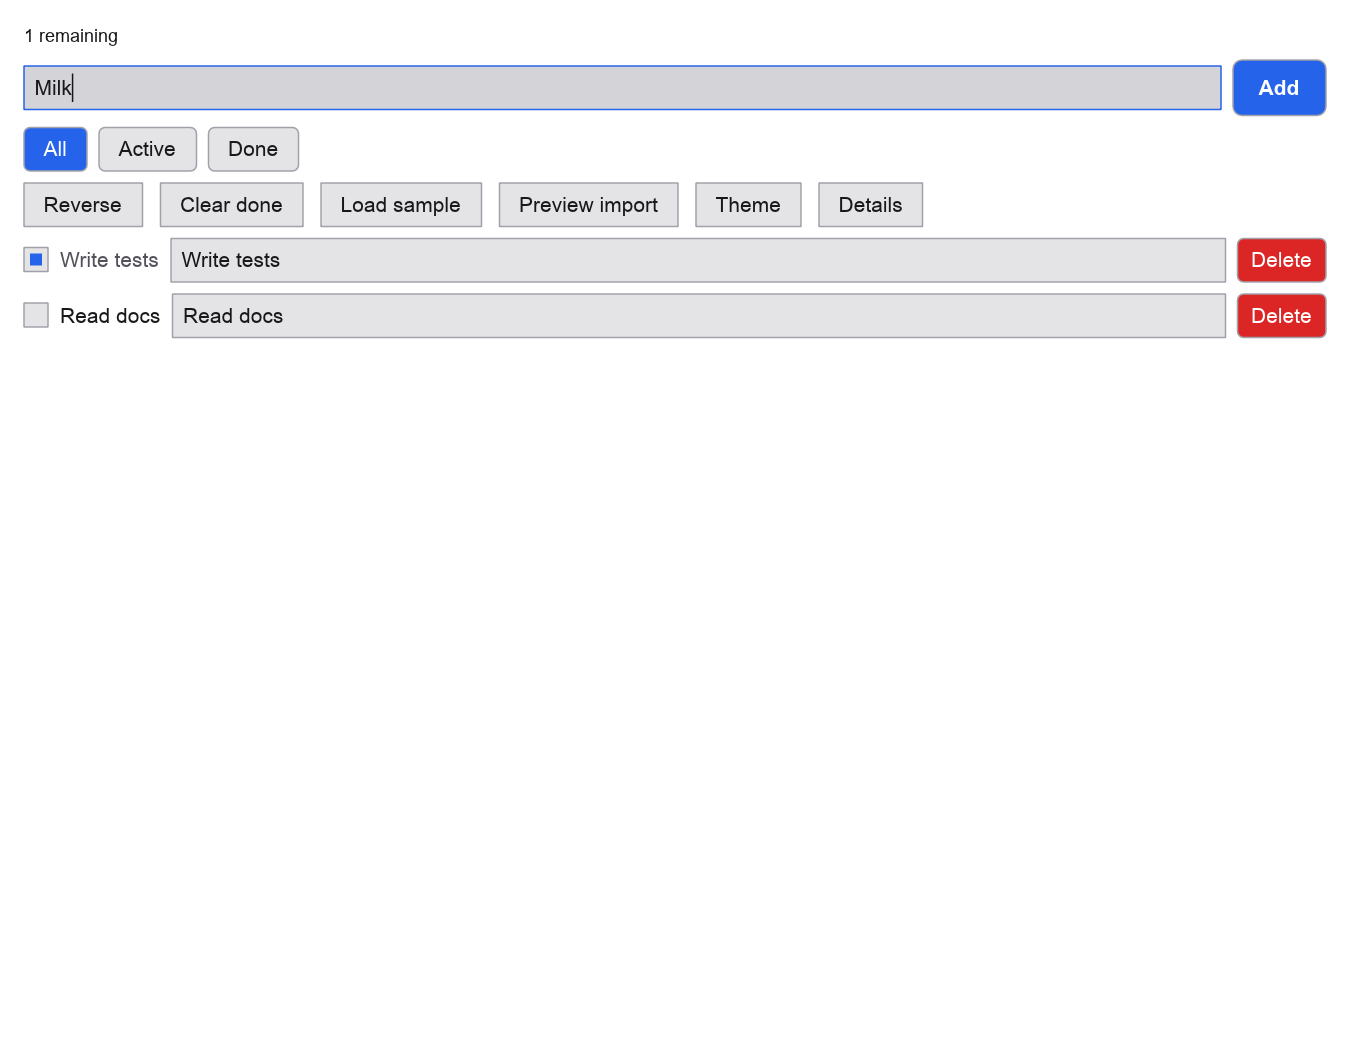 1 remaining
Milk Add
All Active Done
Reverse Clear done Load sample Preview import Theme Details
Write tests Write tests Delete
Read docs Read docs Delete